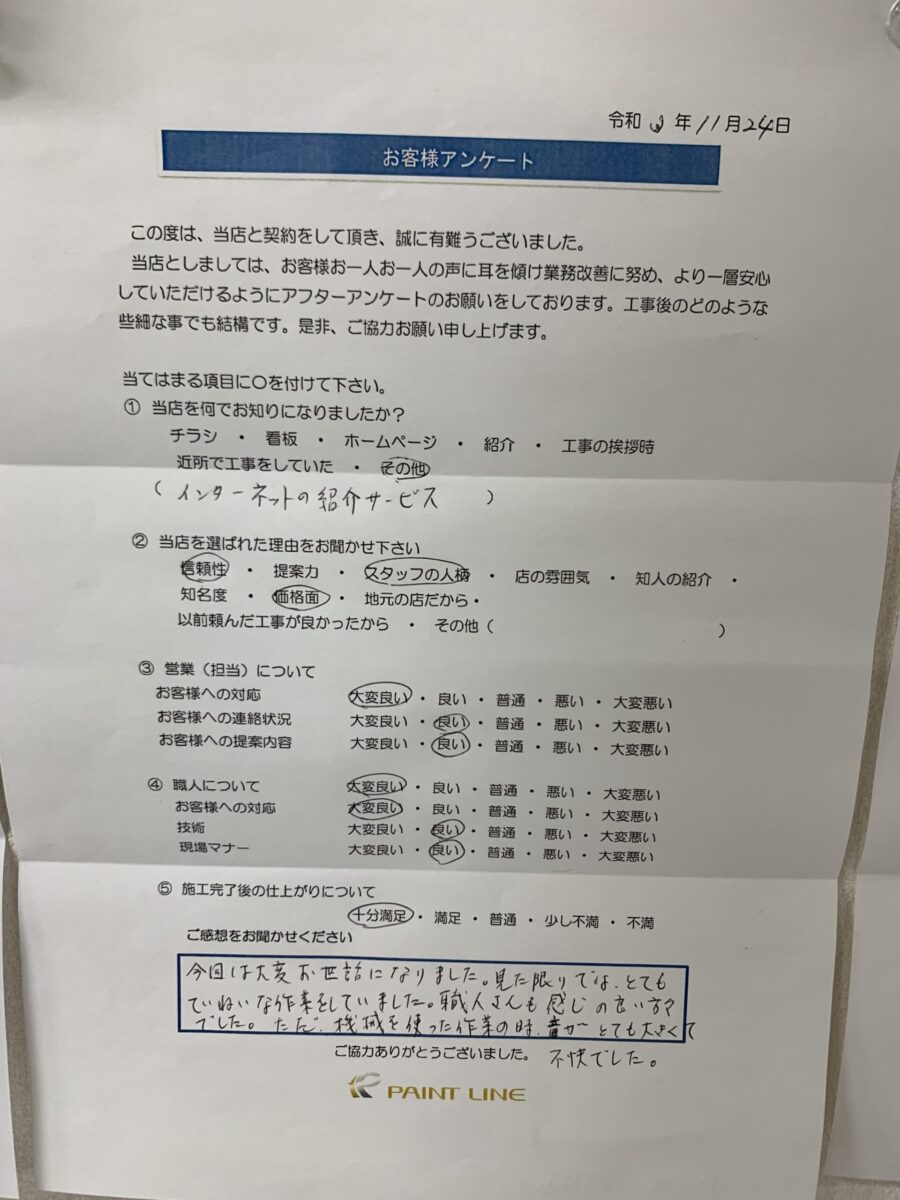 令和3年11月24日
お客様アンケート
この度は、当店と契約をして頂き、誠に有難うございました。
当店としましては、お客様お一人お一人の声に耳を傾け業務改善に努め、より一層安心
していただけるようにアフターアンケートのお願いをしております。工事後のどのような
些細な事でも結構です。是非、ご協力お願い申し上げます。
当てはまる項目に〇を付けて下さい。
① 当店を何でお知りになりましたか？
チラシ ・ 看板 ・ ホームページ ・ 紹介 ・ 工事の挨拶時
近所で工事をしていた ・ その他
（ インターネットの紹介サービス ）
② 当店を選ばれた理由をお聞かせ下さい
信頼性 ・ 提案力 ・ スタッフの人柄 ・ 店の雰囲気 ・ 知人の紹介 ・
知名度 ・ 価格面 ・ 地元の店だから・
以前頼んだ工事が良かったから ・ その他（ ）
③ 営業（担当）について
お客様への対応 大変良い ・ 良い ・ 普通 ・ 悪い ・ 大変悪い
お客様への連絡状況 大変良い ・ 良い ・ 普通 ・ 悪い ・ 大変悪い
お客様への提案内容 大変良い ・ 良い ・ 普通 ・ 悪い ・ 大変悪い
④ 職人について 大変良い ・ 良い ・ 普通 ・ 悪い ・ 大変悪い
お客様への対応 大変良い ・ 良い ・ 普通 ・ 悪い ・ 大変悪い
技術 大変良い ・ 良い ・ 普通 ・ 悪い ・ 大変悪い
現場マナー 大変良い ・ 良い ・ 普通 ・ 悪い ・ 大変悪い
⑤ 施工完了後の仕上がりについて
十分満足 ・ 満足 ・ 普通 ・ 少し不満 ・ 不満
ご感想をお聞かせください
今回は大変お世話になりました。見た限りでは、とても
ていねいな作業をしていました。職人さんも感じの良い方々
でした。ただ、機械を使った作業の時、音がとても大きくて
不快でした。
ご協力ありがとうございました。
PAINT LINE